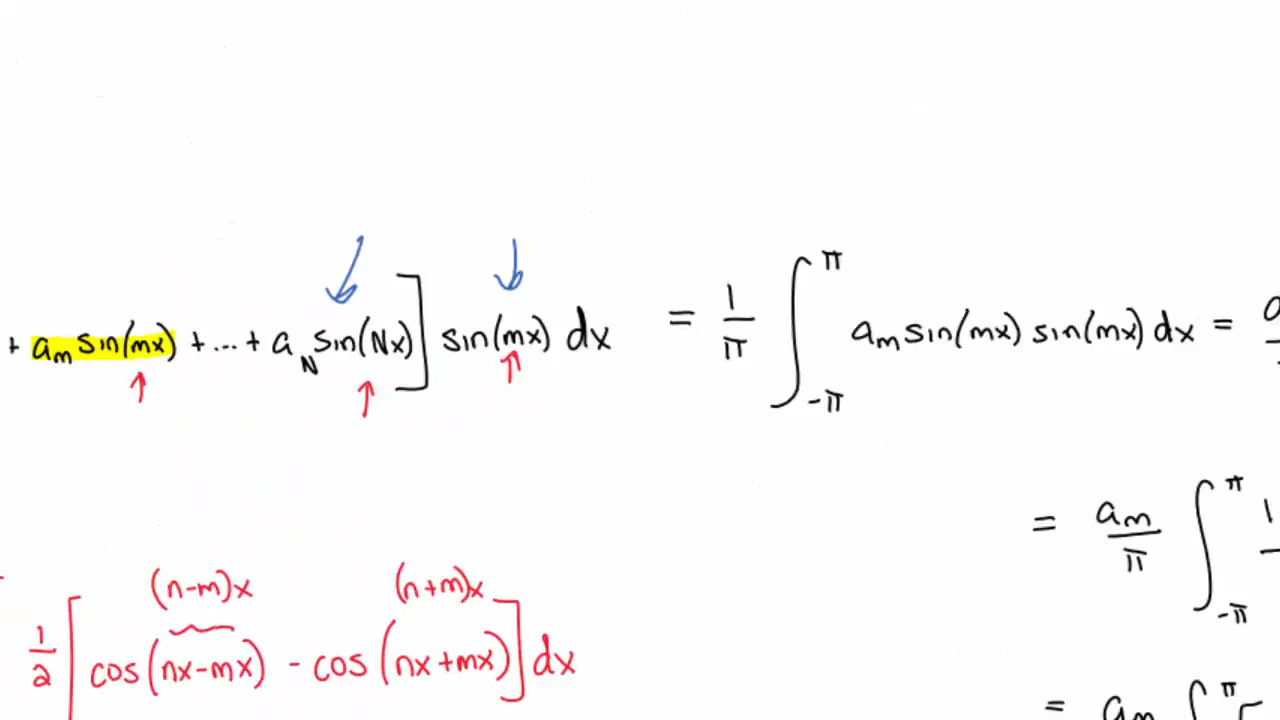 + a_m sin(mx) + ... + a_N sin(Nx)] sin(mx) dx = 1/π ∫_{-π}^{π} a_m sin(mx) sin(mx) dx =
= a_m/π ∫_{-π}^{π} 1
(n-m)x (n+m)x
1/2 [cos(nx-mx) - cos(nx+mx)] dx
= a_m ∫^π [